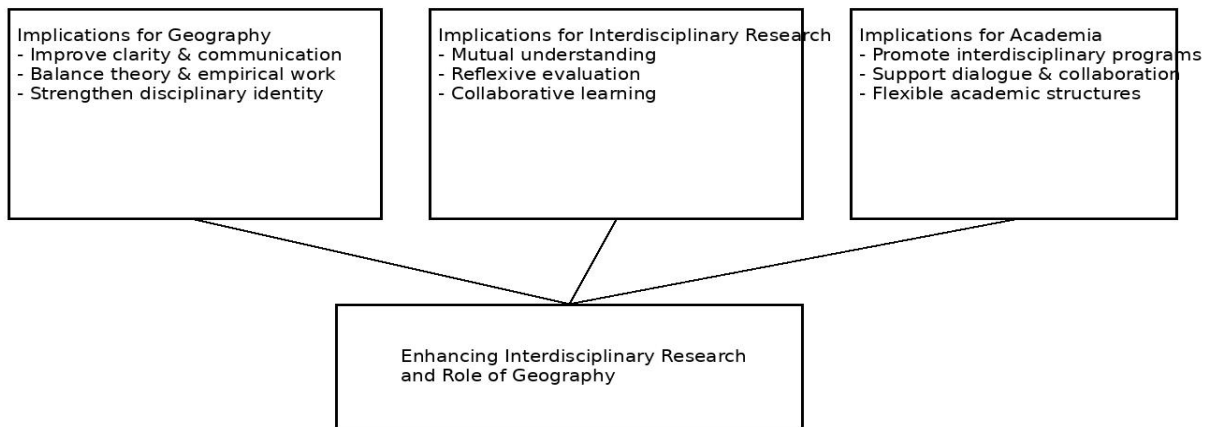 Implications for Geography
- Improve clarity & communication
- Balance theory & empirical work
- Strengthen disciplinary identity
Implications for Interdisciplinary Research
- Mutual understanding
- Reflexive evaluation
- Collaborative learning
Implications for Academia
- Promote interdisciplinary programs
- Support dialogue & collaboration
- Flexible academic structures
Enhancing Interdisciplinary Research
and Role of Geography